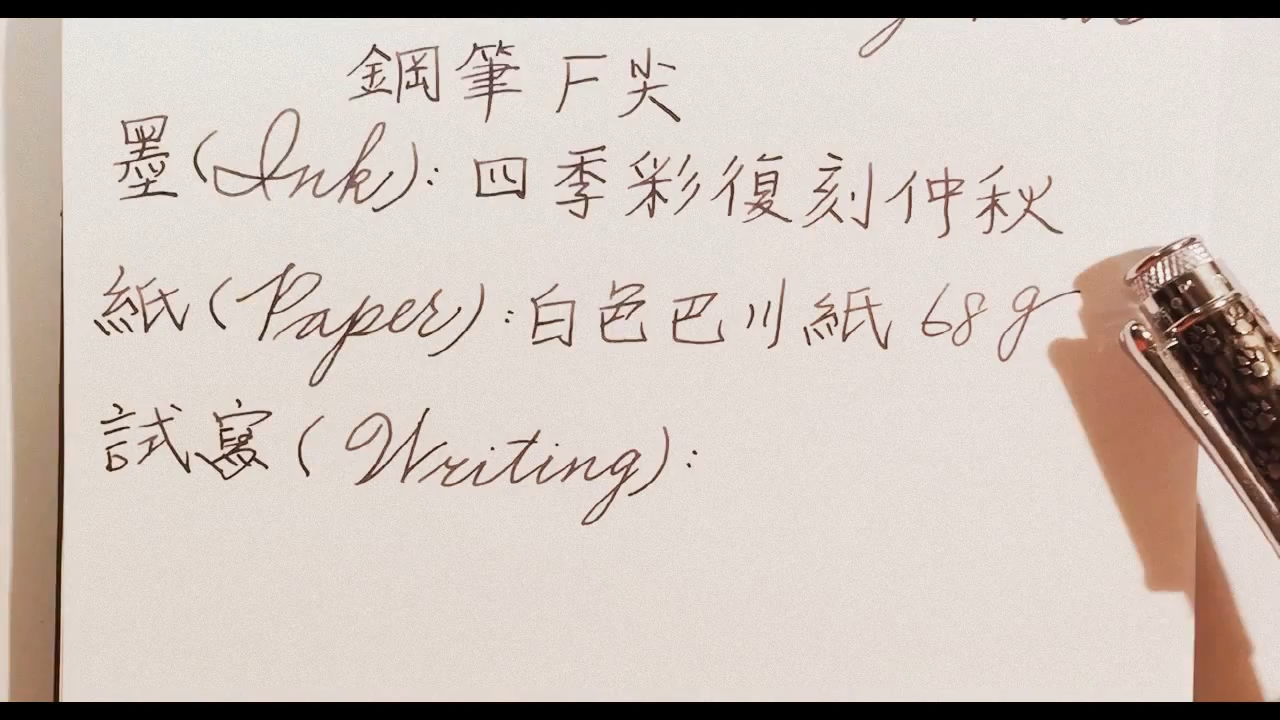 鋼筆 F尖
墨(Ink): 四季彩復刻仲秋
紙(Paper): 白色巴川紙 68g
試寫(Writing):